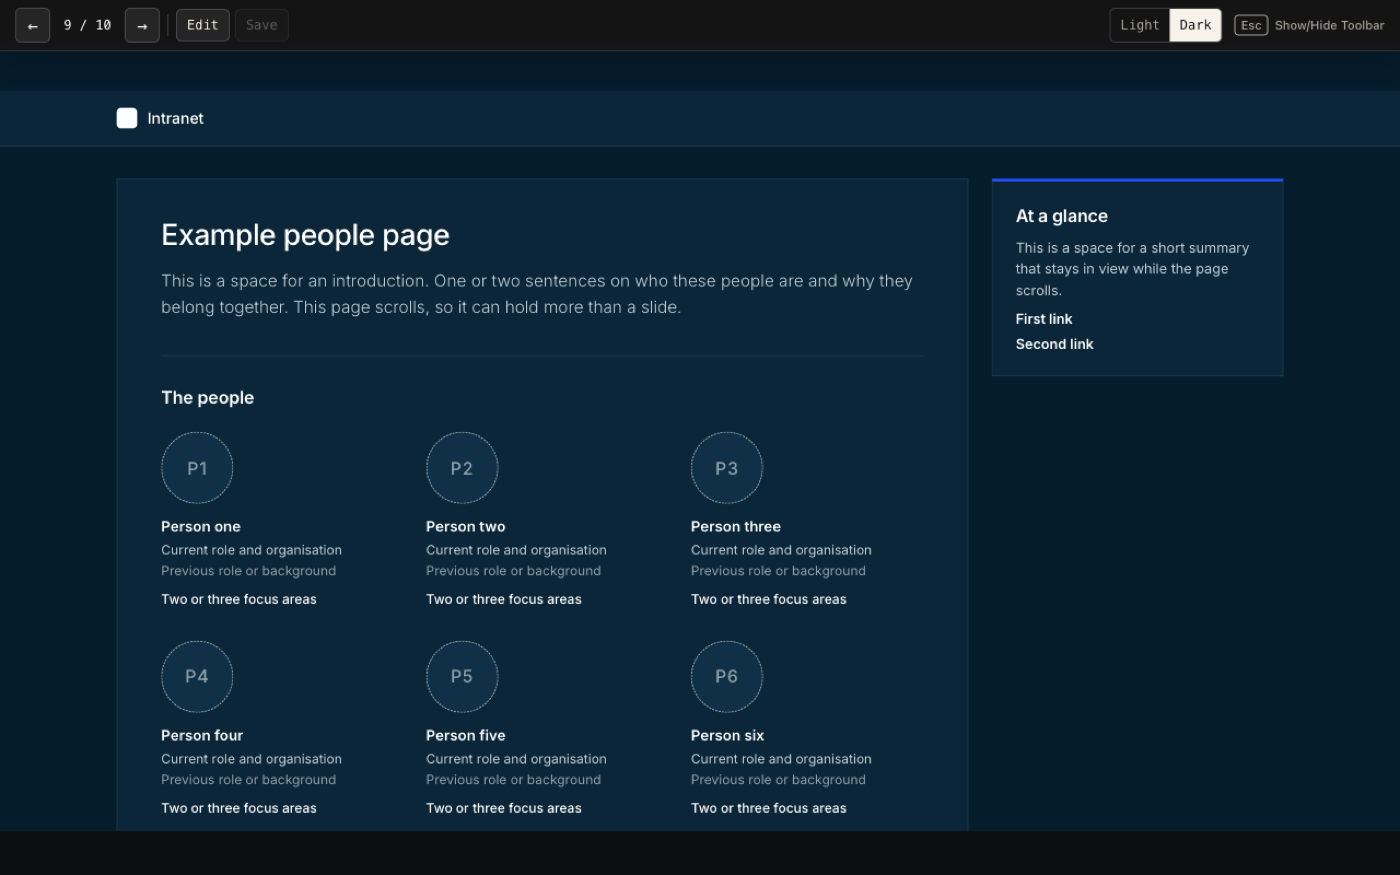 ← 9 / 10 → Edit Save Light Dark Esc Show/Hide Toolbar
Intranet
Example people page
This is a space for an introduction. One or two sentences on who these people are and why they
belong together. This page scrolls, so it can hold more than a slide.
The people
P1 P2 P3
Person one Person two Person three
Current role and organisation Current role and organisation Current role and organisation
Previous role or background Previous role or background Previous role or background
Two or three focus areas Two or three focus areas Two or three focus areas
P4 P5 P6
Person four Person five Person six
Current role and organisation Current role and organisation Current role and organisation
Previous role or background Previous role or background Previous role or background
Two or three focus areas Two or three focus areas Two or three focus areas
At a glance
This is a space for a short summary
that stays in view while the page
scrolls.
First link
Second link